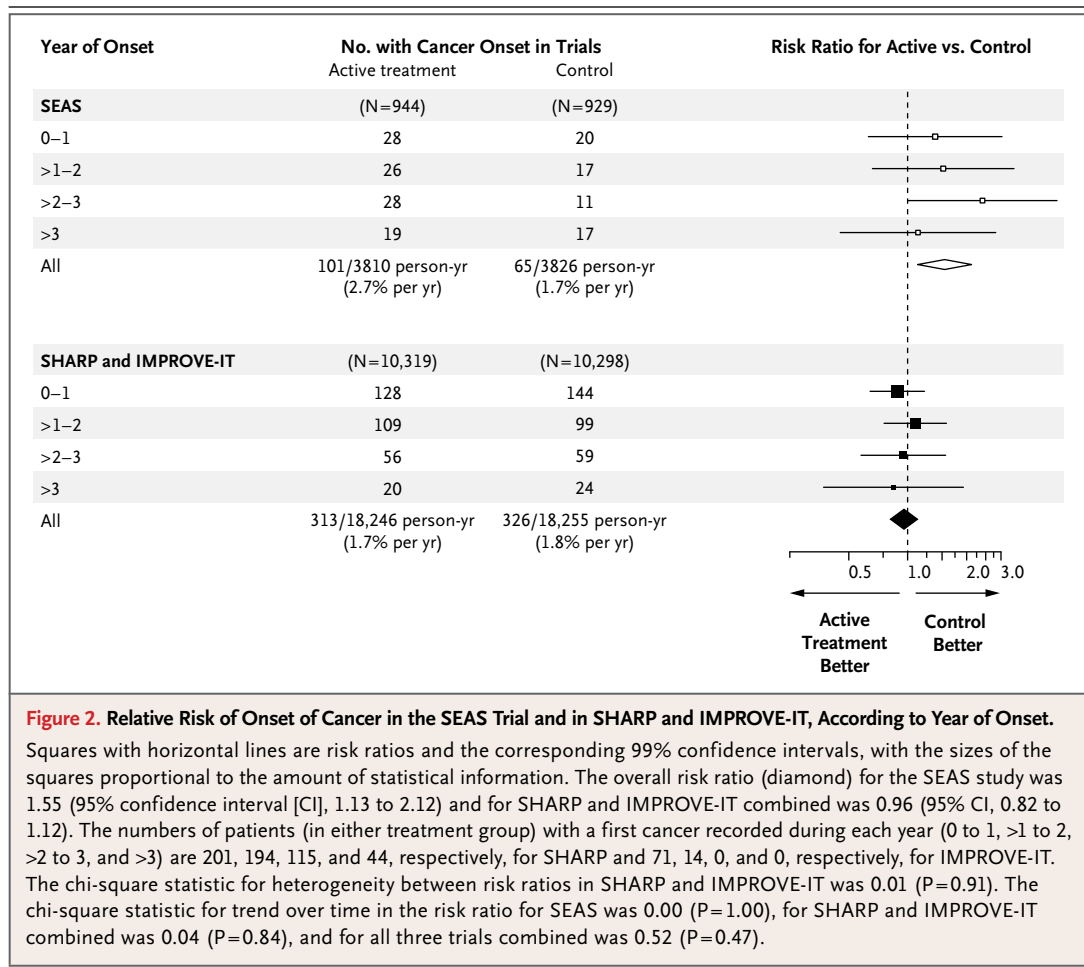 Year of Onset No. with Cancer Onset in Trials Risk Ratio for Active vs. Control
Active treatment Control
SEAS (N=944) (N=929)
0–1 28 20
>1–2 26 17
>2–3 28 11
>3 19 17
All 101/3810 person-yr 65/3826 person-yr
(2.7% per yr) (1.7% per yr)
SHARP and IMPROVE-IT (N=10,319) (N=10,298)
0–1 128 144
>1–2 109 99
>2–3 56 59
>3 20 24
All 313/18,246 person-yr 326/18,255 person-yr
(1.7% per yr) (1.8% per yr)
0.5 1.0 2.0 3.0
Active Control
Treatment Better
Better
Figure 2. Relative Risk of Onset of Cancer in the SEAS Trial and in SHARP and IMPROVE-IT, According to Year of Onset.
Squares with horizontal lines are risk ratios and the corresponding 99% confidence intervals, with the sizes of the
squares proportional to the amount of statistical information. The overall risk ratio (diamond) for the SEAS study was
1.55 (95% confidence interval [CI], 1.13 to 2.12) and for SHARP and IMPROVE-IT combined was 0.96 (95% CI, 0.82 to
1.12). The numbers of patients (in either treatment group) with a first cancer recorded during each year (0 to 1, >1 to 2,
>2 to 3, and >3) are 201, 194, 115, and 44, respectively, for SHARP and 71, 14, 0, and 0, respectively, for IMPROVE-IT.
The chi-square statistic for heterogeneity between risk ratios in SHARP and IMPROVE-IT was 0.01 (P=0.91). The
chi-square statistic for trend over time in the risk ratio for SEAS was 0.00 (P=1.00), for SHARP and IMPROVE-IT
combined was 0.04 (P=0.84), and for all three trials combined was 0.52 (P=0.47).